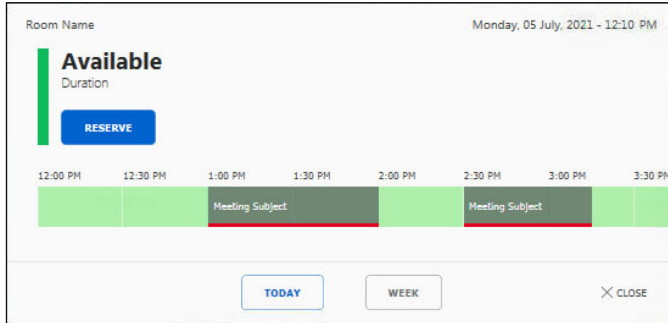 Room Name
Monday, 05 July, 2021 - 12:10 PM
Available
Duration
RESERVE
12:00 PM 12:30 PM 1:00 PM 1:30 PM 2:00 PM 2:30 PM 3:00 PM 3:30 PM
Meeting Subject Meeting Subject
TODAY WEEK CLOSE